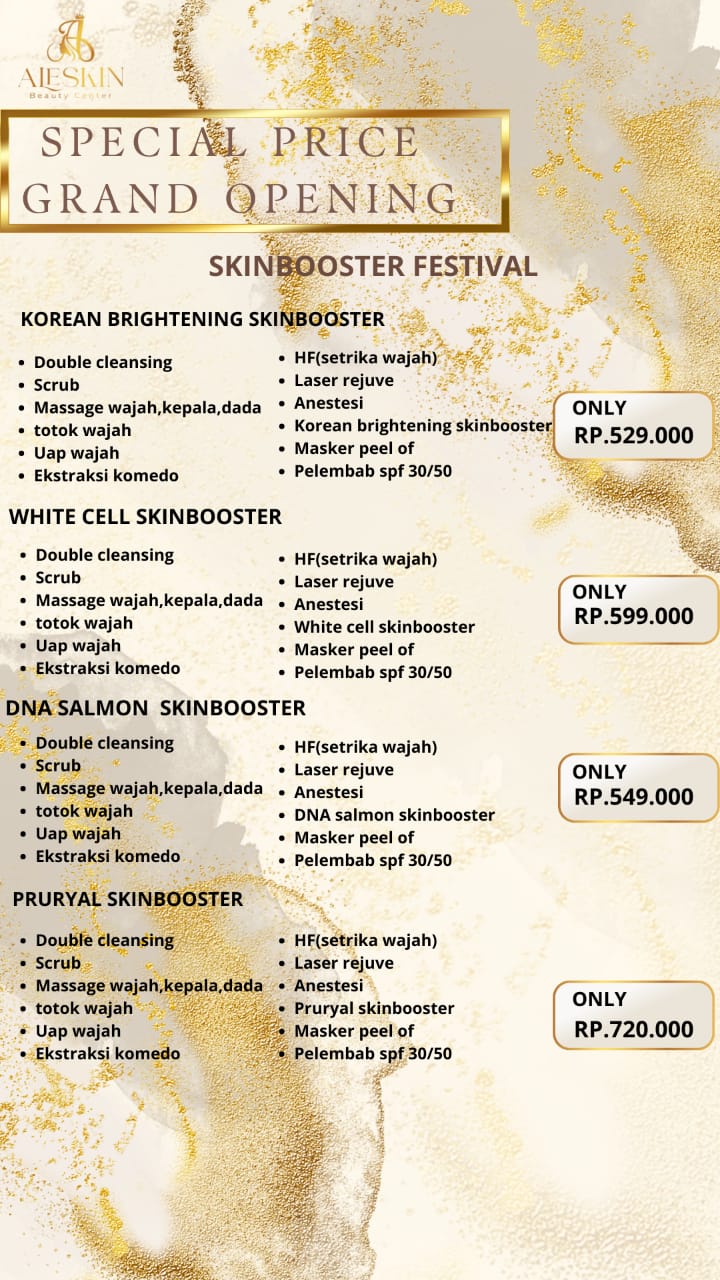 ALESKIN
Beauty Center
SPECIAL PRICE
GRAND OPENING
SKINBOOSTER FESTIVAL
KOREAN BRIGHTENING SKINBOOSTER
• Double cleansing
• Scrub
• Massage wajah,kepala,dada
• totok wajah
• Uap wajah
• Ekstraksi komedo
• HF(setrika wajah)
• Laser rejuve
• Anestesi
• Korean brightening skinbooster
• Masker peel of
• Pelembab spf 30/50
ONLY
RP.529.000
WHITE CELL SKINBOOSTER
• Double cleansing
• Scrub
• Massage wajah,kepala,dada
• totok wajah
• Uap wajah
• Ekstraksi komedo
• HF(setrika wajah)
• Laser rejuve
• Anestesi
• White cell skinbooster
• Masker peel of
• Pelembab spf 30/50
ONLY
RP.599.000
DNA SALMON SKINBOOSTER
• Double cleansing
• Scrub
• Massage wajah,kepala,dada
• totok wajah
• Uap wajah
• Ekstraksi komedo
• HF(setrika wajah)
• Laser rejuve
• Anestesi
• DNA salmon skinbooster
• Masker peel of
• Pelembab spf 30/50
ONLY
RP.549.000
PRURYAL SKINBOOSTER
• Double cleansing
• Scrub
• Massage wajah,kepala,dada
• totok wajah
• Uap wajah
• Ekstraksi komedo
• HF(setrika wajah)
• Laser rejuve
• Anestesi
• Pruryal skinbooster
• Masker peel of
• Pelembab spf 30/50
ONLY
RP.720.000